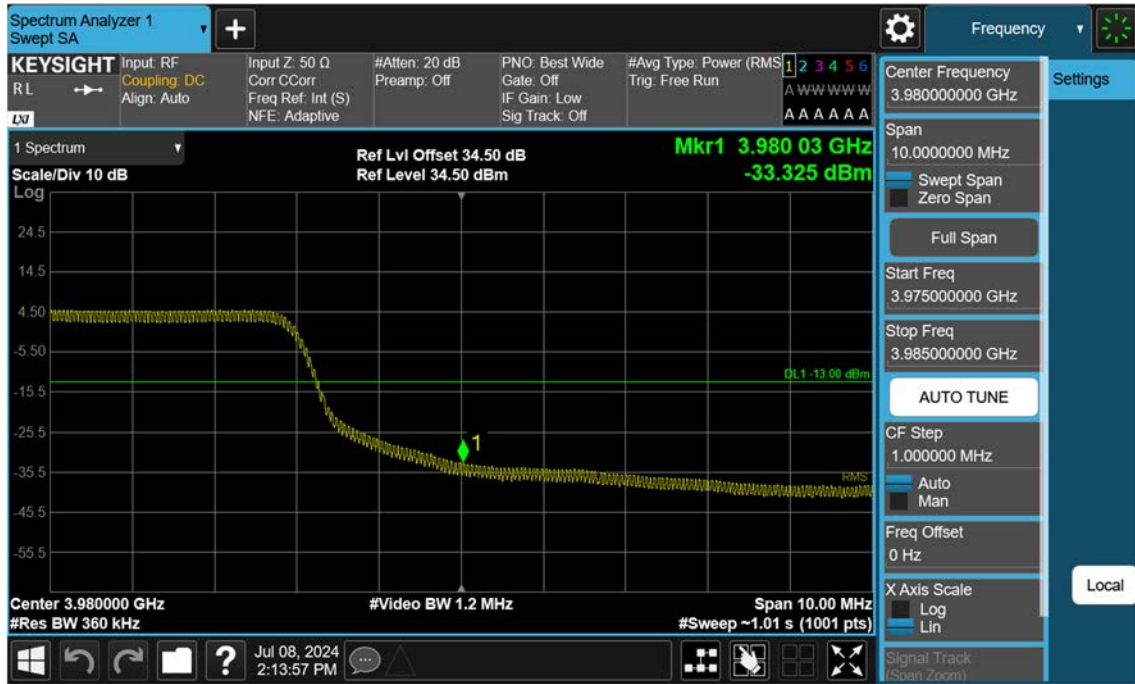 Spectrum Analyzer 1
Swept SA
+
Frequency
KEYSIGHT
R L
LXI
Input: RF
Coupling: DC
Align: Auto
Input Z: 50 Ω
Corr CCorr
Freq Ref: Int (S)
NFE: Adaptive
#Atten: 20 dB
Preamp: Off
PNO: Best Wide
Gate: Off
IF Gain: Low
Sig Track: Off
#Avg Type: Power (RMS
Trig: Free Run
1 2 3 4 5 6
A W W W W W
A A A A A A
1 Spectrum
Scale/Div 10 dB
Log
Ref Lvl Offset 34.50 dB
Ref Level 34.50 dBm
Mkr1 3.980 03 GHz
-33.325 dBm
24.5
14.5
4.50
-5.50
DL1 -13.00 dBm
-15.5
-25.5
1
-35.5
RMS
-45.5
-55.5
Center 3.980000 GHz
#Video BW 1.2 MHz
Span 10.00 MHz
#Res BW 360 kHz
#Sweep ~1.01 s (1001 pts)
Center Frequency
3.980000000 GHz
Settings
Span
10.0000000 MHz
Swept Span
Zero Span
Full Span
Start Freq
3.975000000 GHz
Stop Freq
3.985000000 GHz
AUTO TUNE
CF Step
1.000000 MHz
Auto
Man
Freq Offset
0 Hz
X Axis Scale
Log
Lin
Local
Signal Track
(Span Zoom)
?
Jul 08, 2024
2:13:57 PM